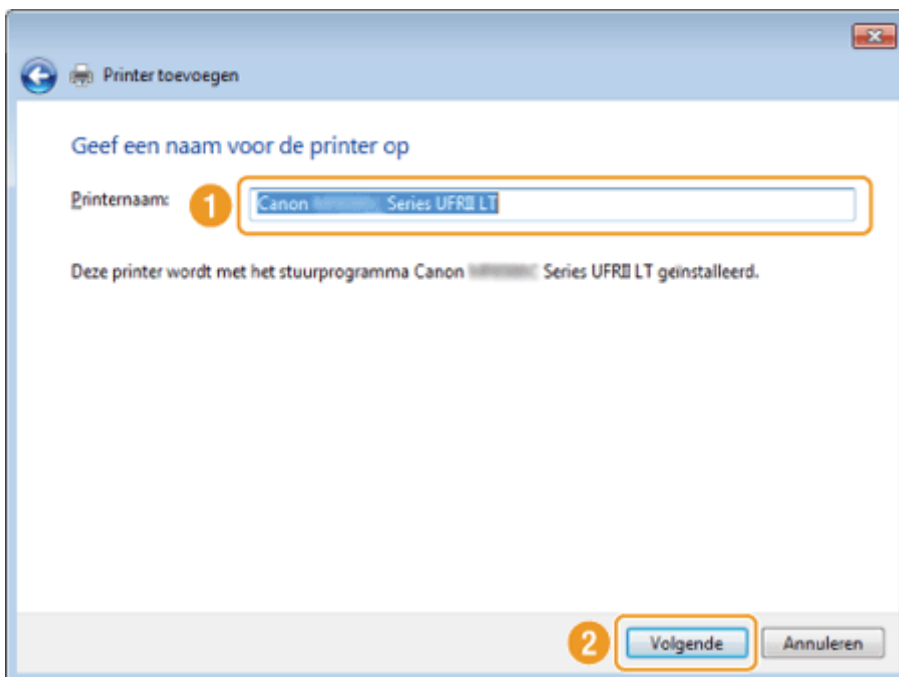 Printer toevoegen
Geef een naam voor de printer op
Printernaam: 1 Canon Series UFRII LT
Deze printer wordt met het stuurprogramma Canon Series UFRII LT geïnstalleerd.
2 Volgende Annuleren